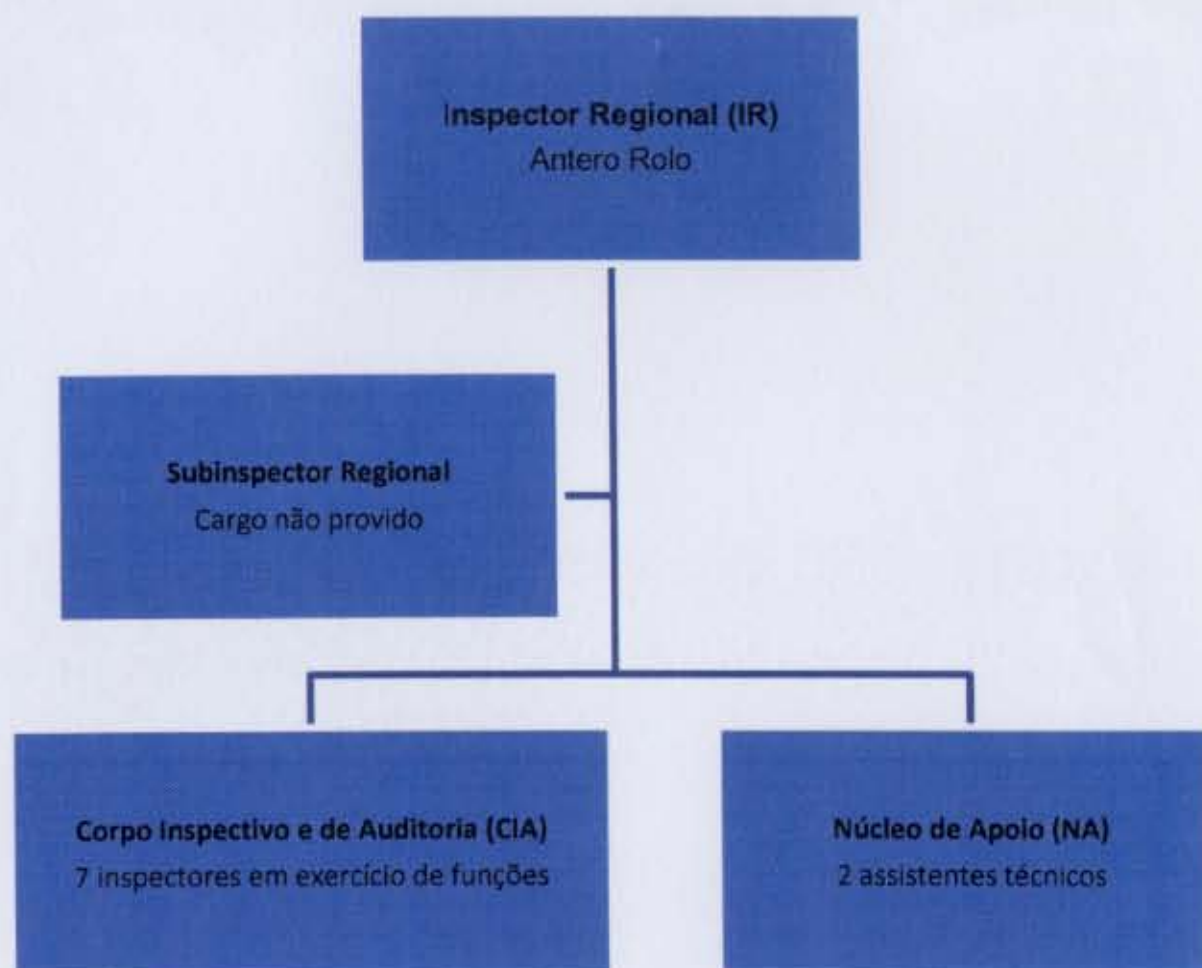 Inspector Regional (IR)
Antero Rolo
Subinspector Regional
Cargo não provido
Corpo Inspectivo e de Auditoria (CIA)
7 inspectores em exercício de funções
Núcleo de Apoio (NA)
2 assistentes técnicos